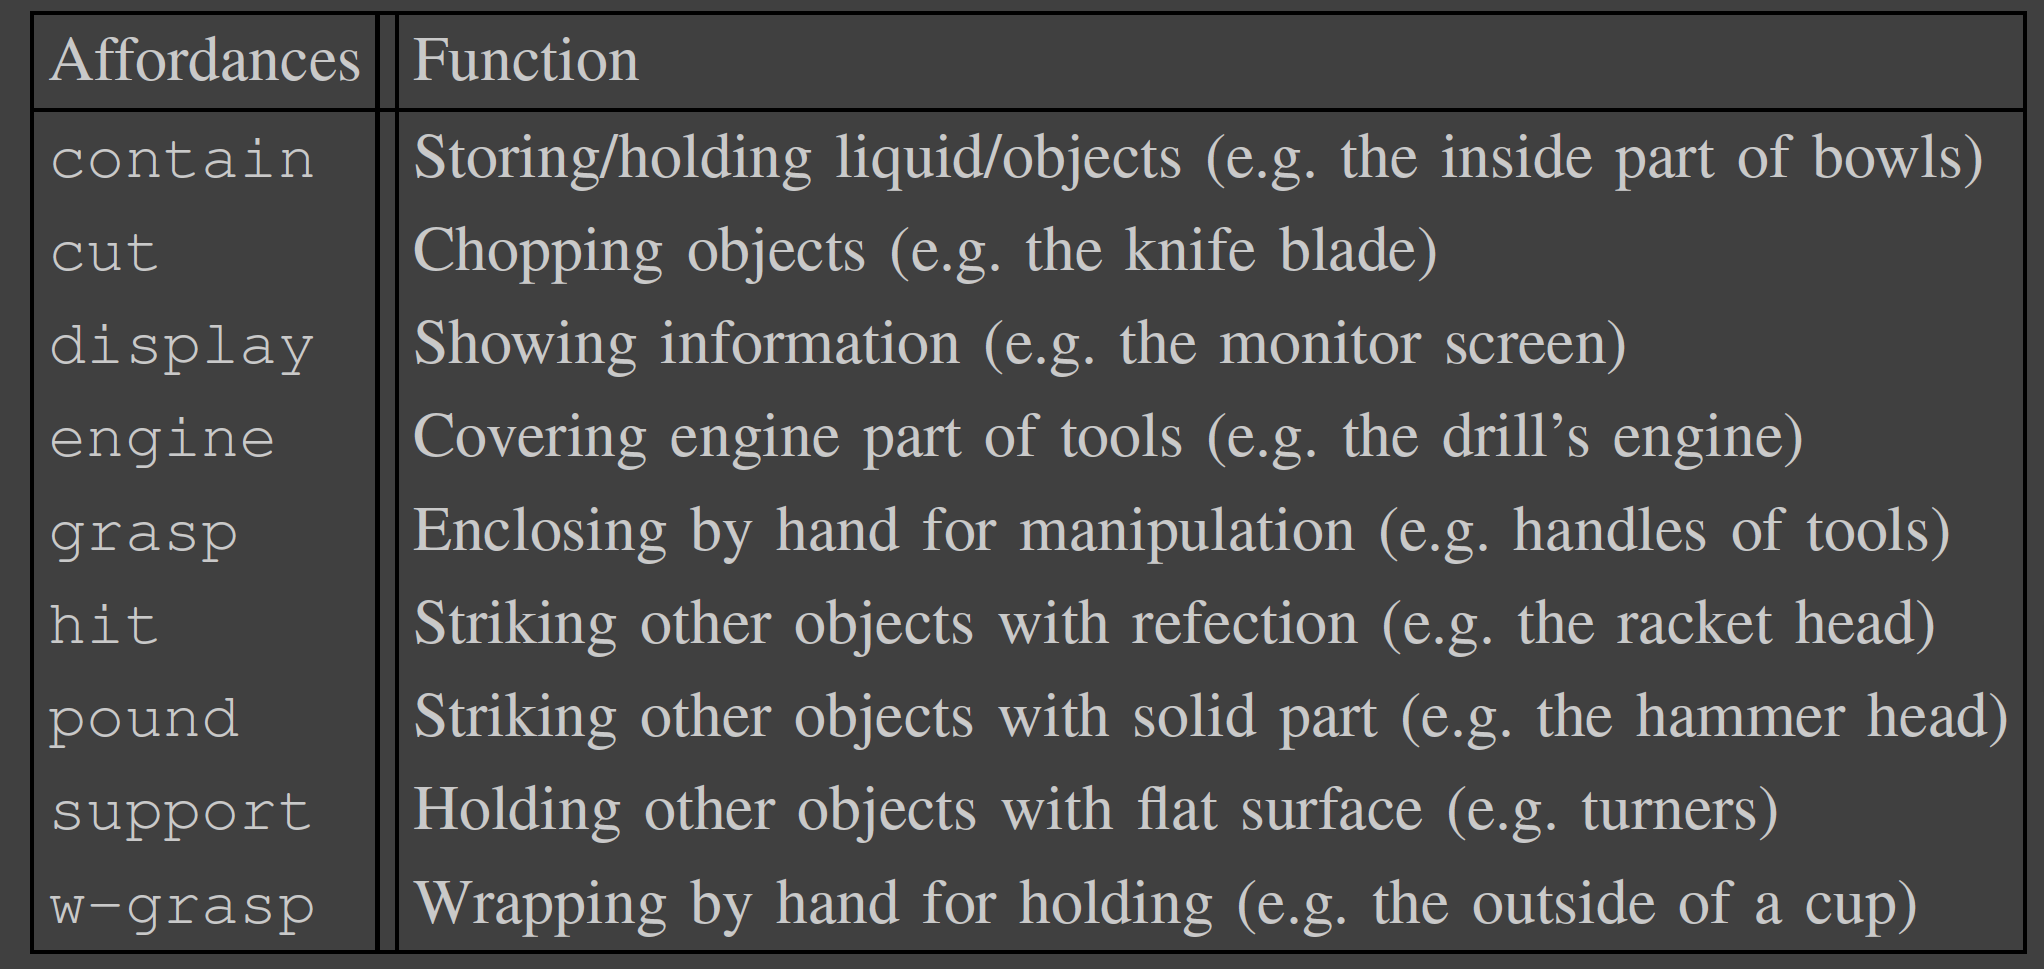 Affordances Function
contain Storing/holding liquid/objects (e.g. the inside part of bowls)
cut Chopping objects (e.g. the knife blade)
display Showing information (e.g. the monitor screen)
engine Covering engine part of tools (e.g. the drill’s engine)
grasp Enclosing by hand for manipulation (e.g. handles of tools)
hit Striking other objects with refection (e.g. the racket head)
pound Striking other objects with solid part (e.g. the hammer head)
support Holding other objects with flat surface (e.g. turners)
w-grasp Wrapping by hand for holding (e.g. the outside of a cup)